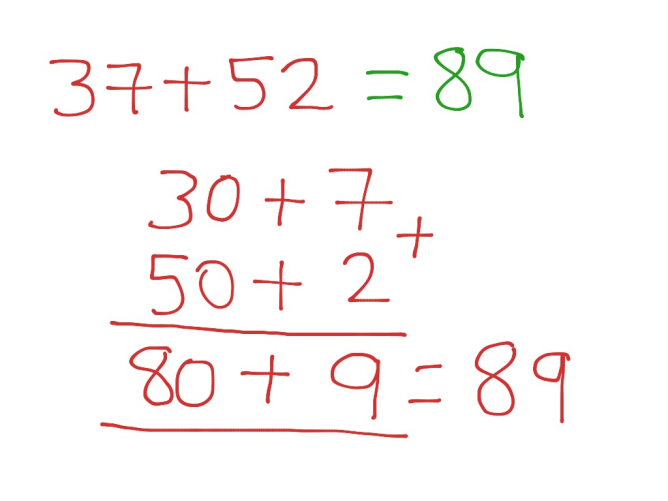 37+52 = 89
30 + 7
+
50 + 2
80 + 9 = 89